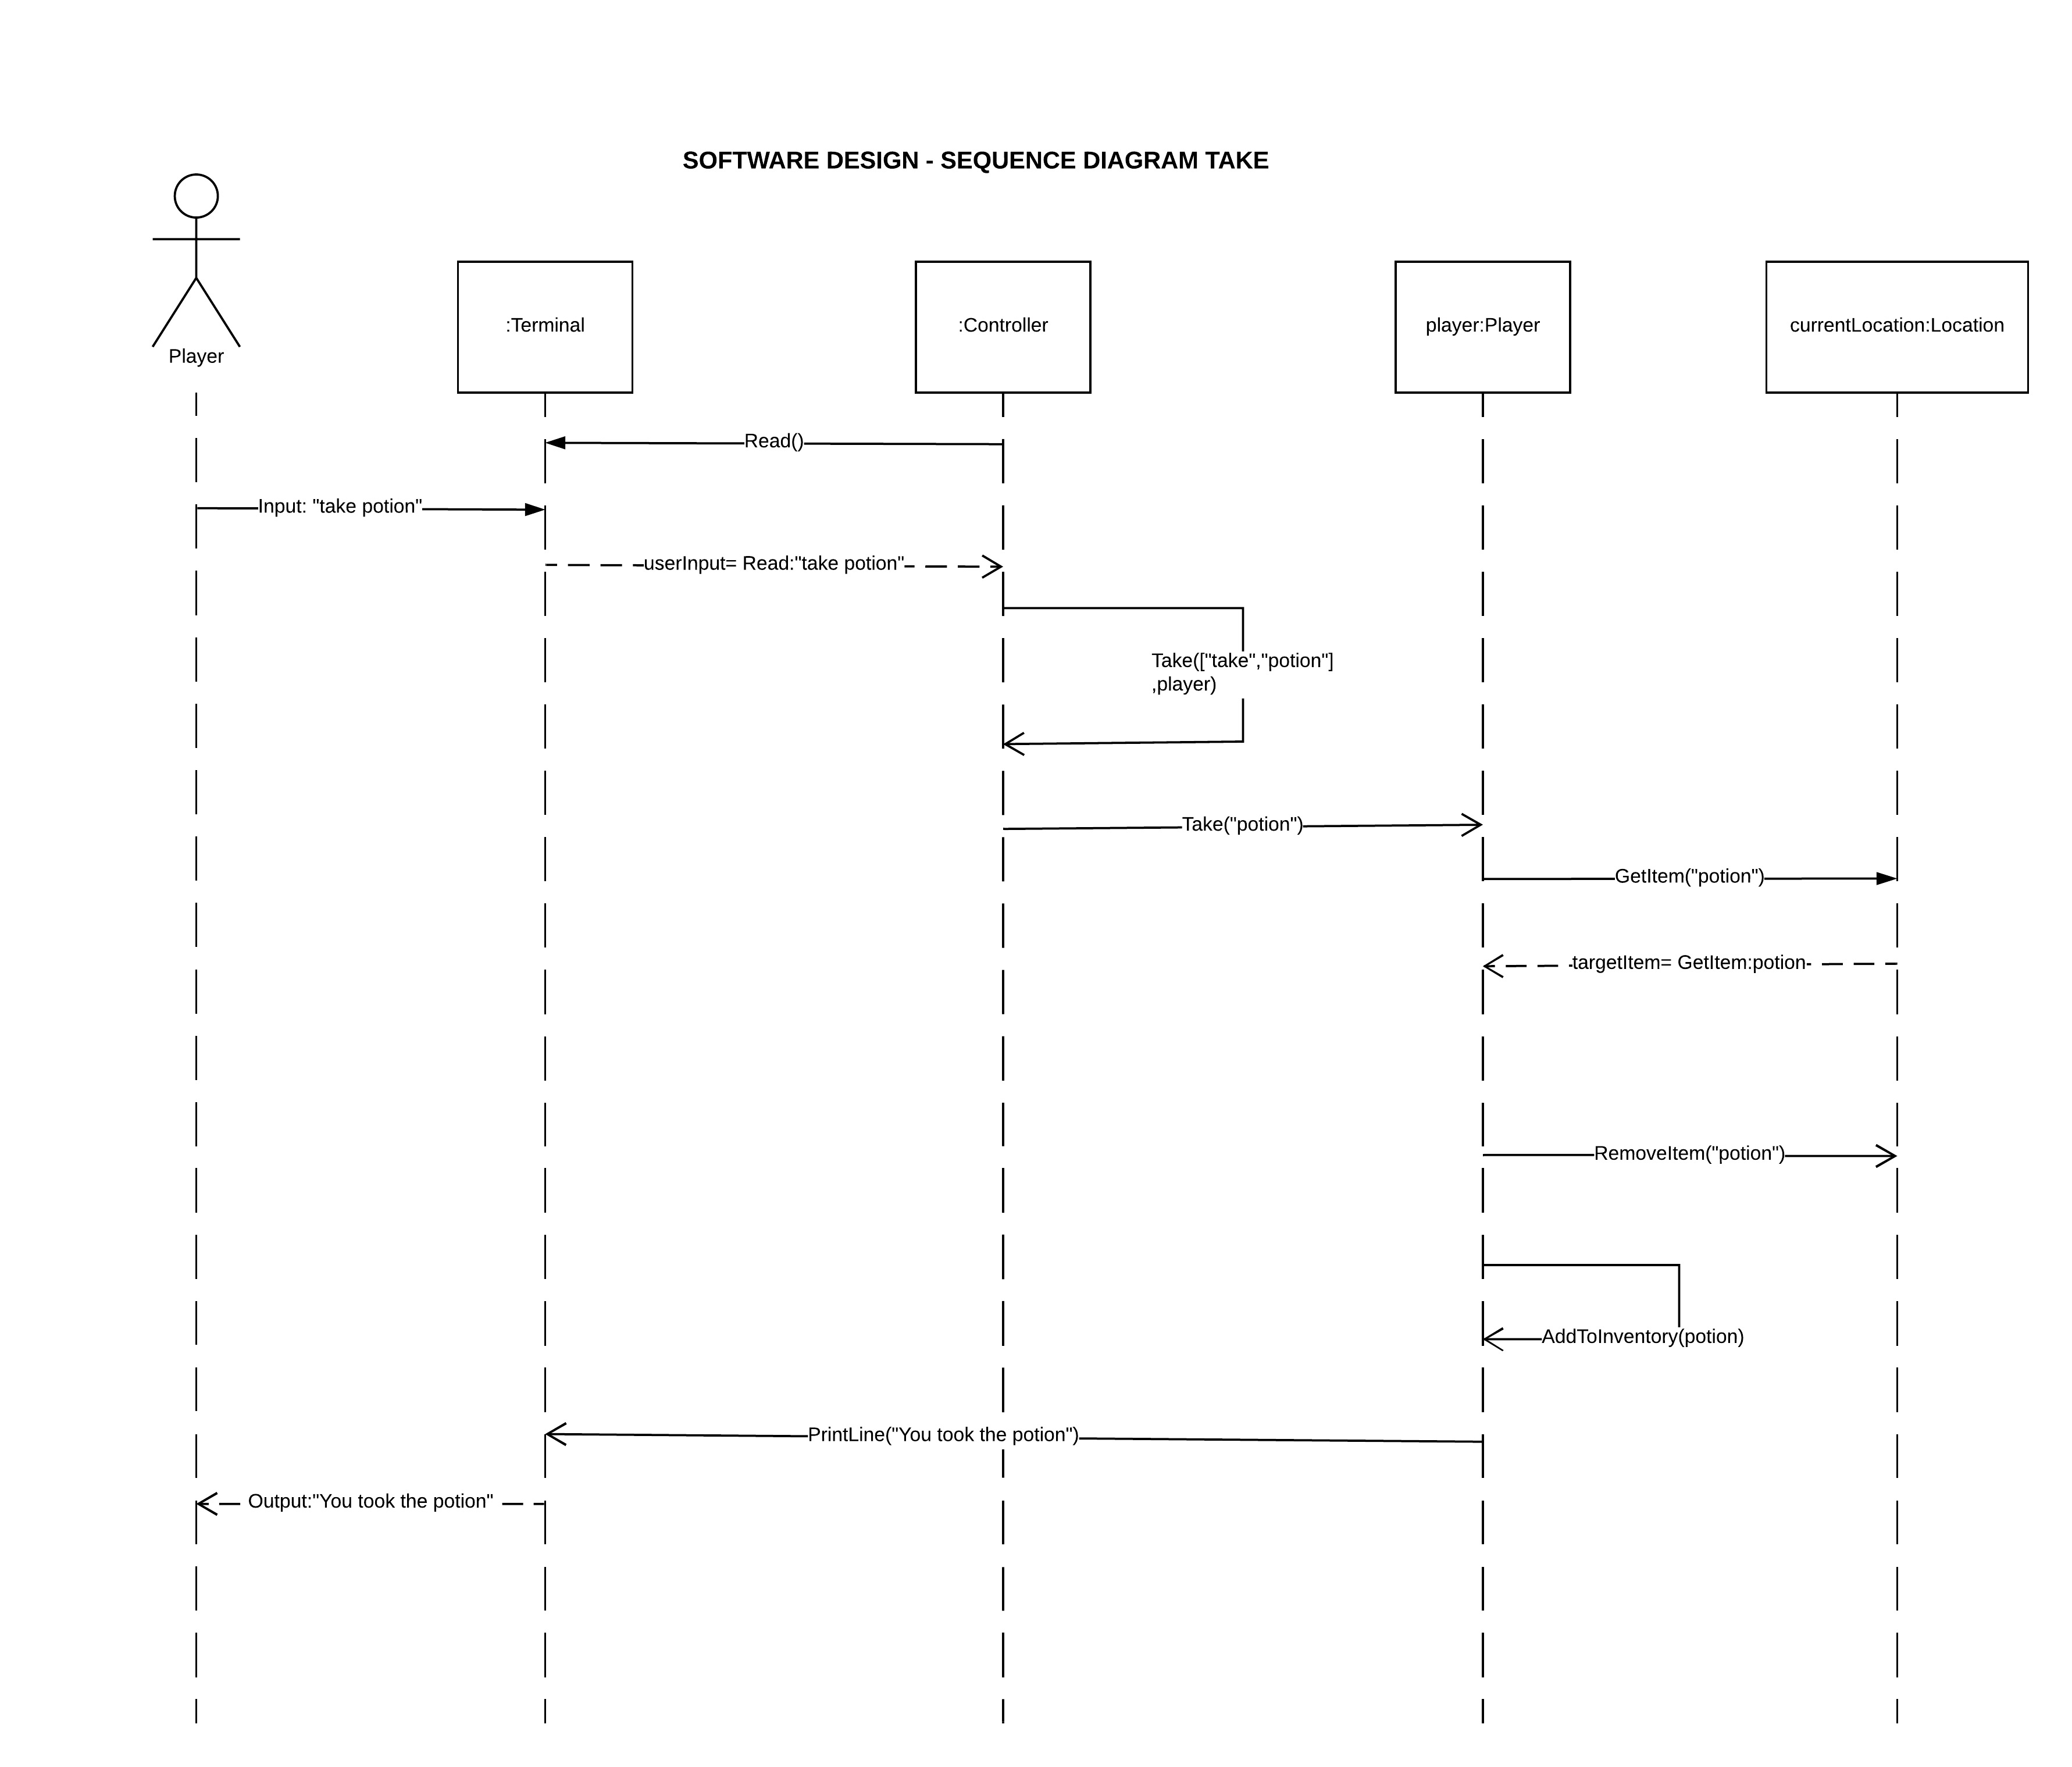 SOFTWARE DESIGN - SEQUENCE DIAGRAM TAKE
Player
:Terminal
:Controller
player:Player
currentLocation:Location
Read()
Input: "take potion"
userInput= Read:"take potion"
Take(["take","potion"]
,player)
Take("potion")
GetItem("potion")
targetItem= GetItem:potion
RemoveItem("potion")
AddToInventory(potion)
PrintLine("You took the potion")
Output:"You took the potion"